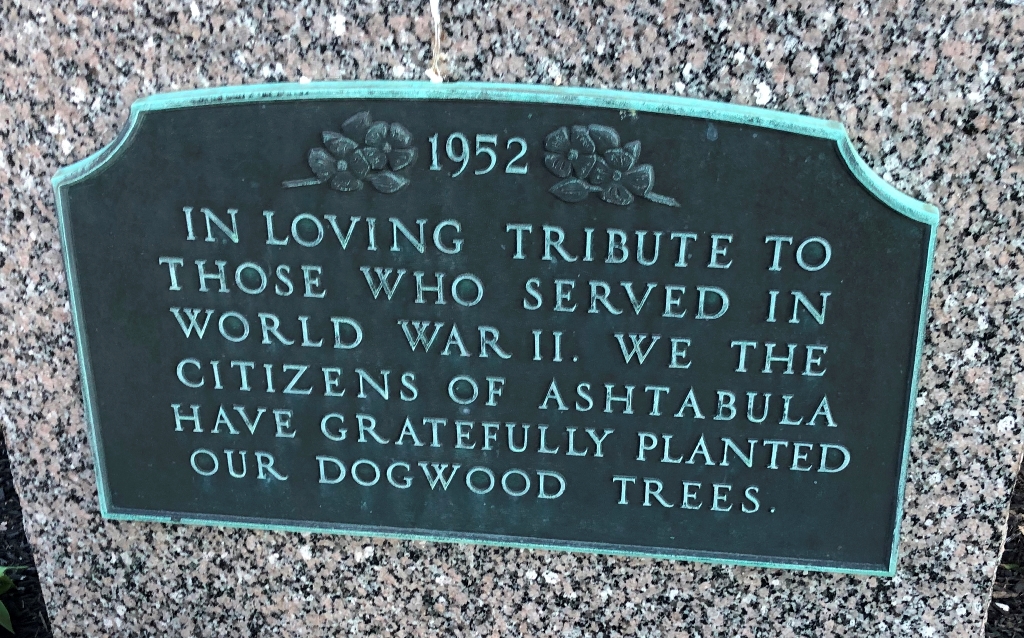 1952
IN LOVING TRIBUTE TO
THOSE WHO SERVED IN
WORLD WAR II. WE THE
CITIZENS OF ASHTABULA
HAVE GRATEFULLY PLANTED
OUR DOGWOOD TREES.